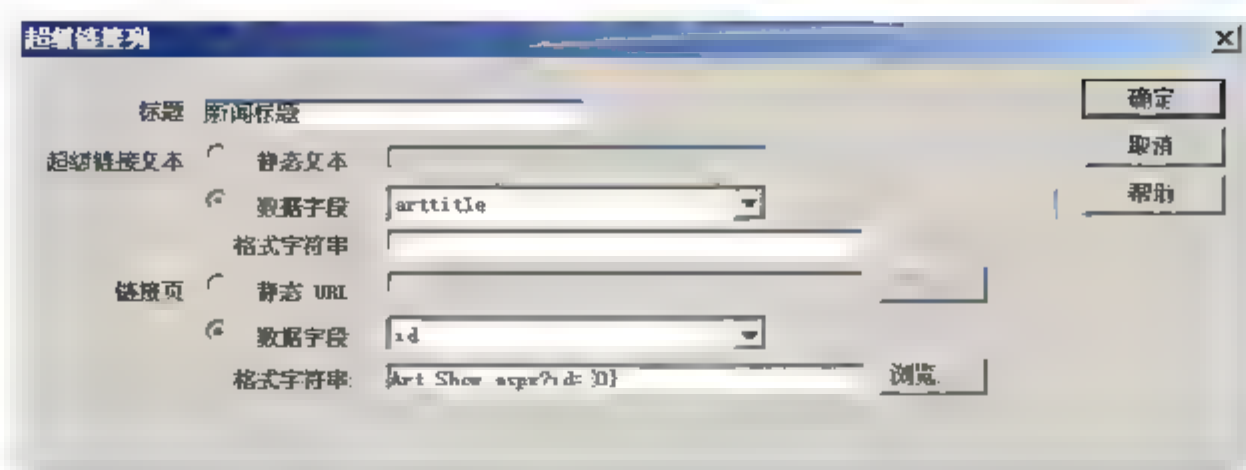 超级链接列
标题 新闻标题 确定
超级链接文本 静态文本 取消
数据字段 arttitle 帮助
格式字符串
链接页 静态 URL
数据字段 id
格式字符串: Art_Show.aspx?id={0} 浏览...